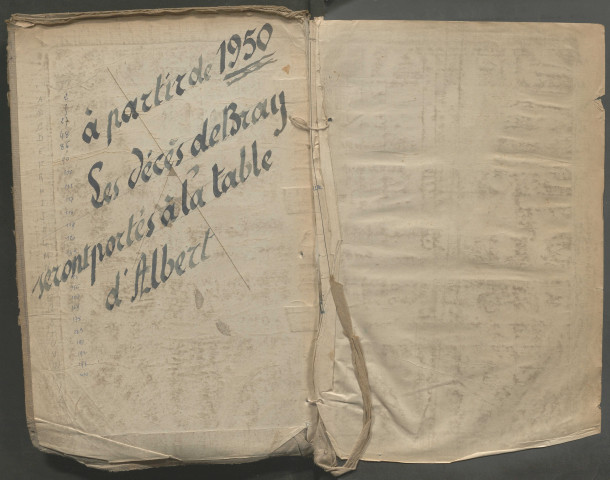 à partir de 1950
Les décès de Bray
seront portés à la table
d'Albert